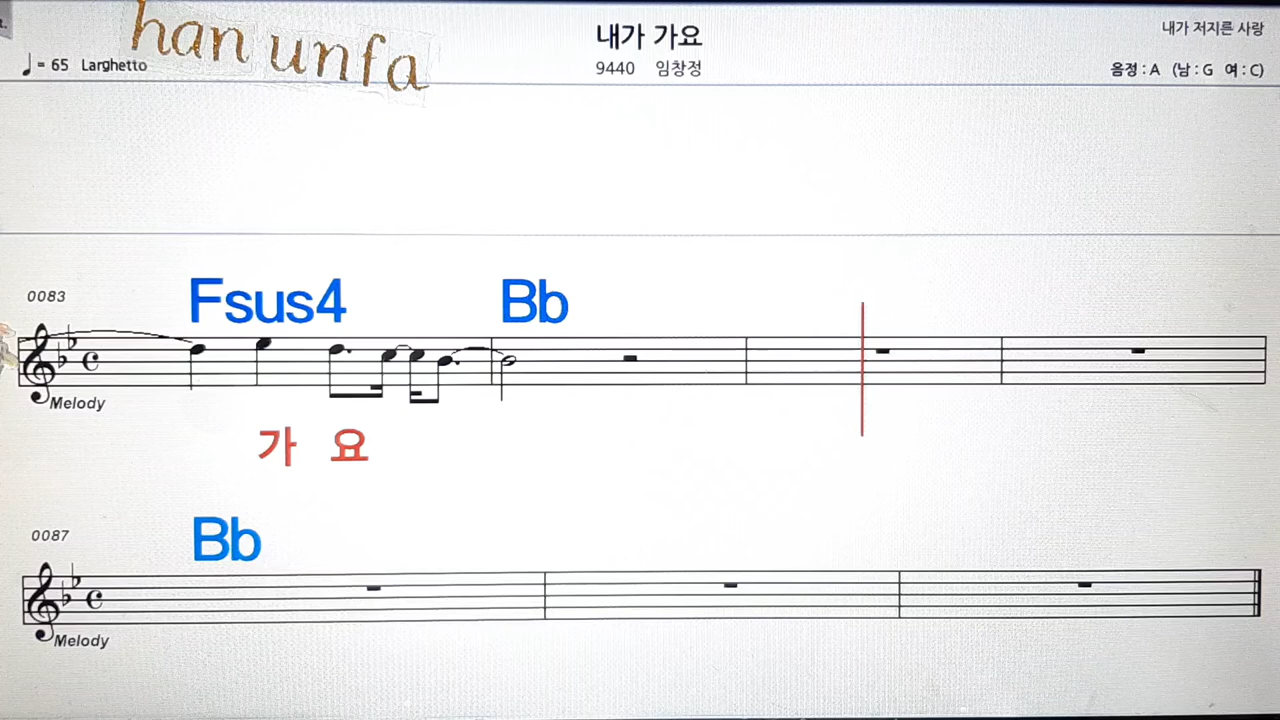 han unfa
내가 가요
내가 저지른 사랑
♩= 65 Larghetto
9440 임창정
음정 : A (남 : G 여 : C)
0083
Fsus4 Bb
Melody
가 요
0087
Bb
Melody